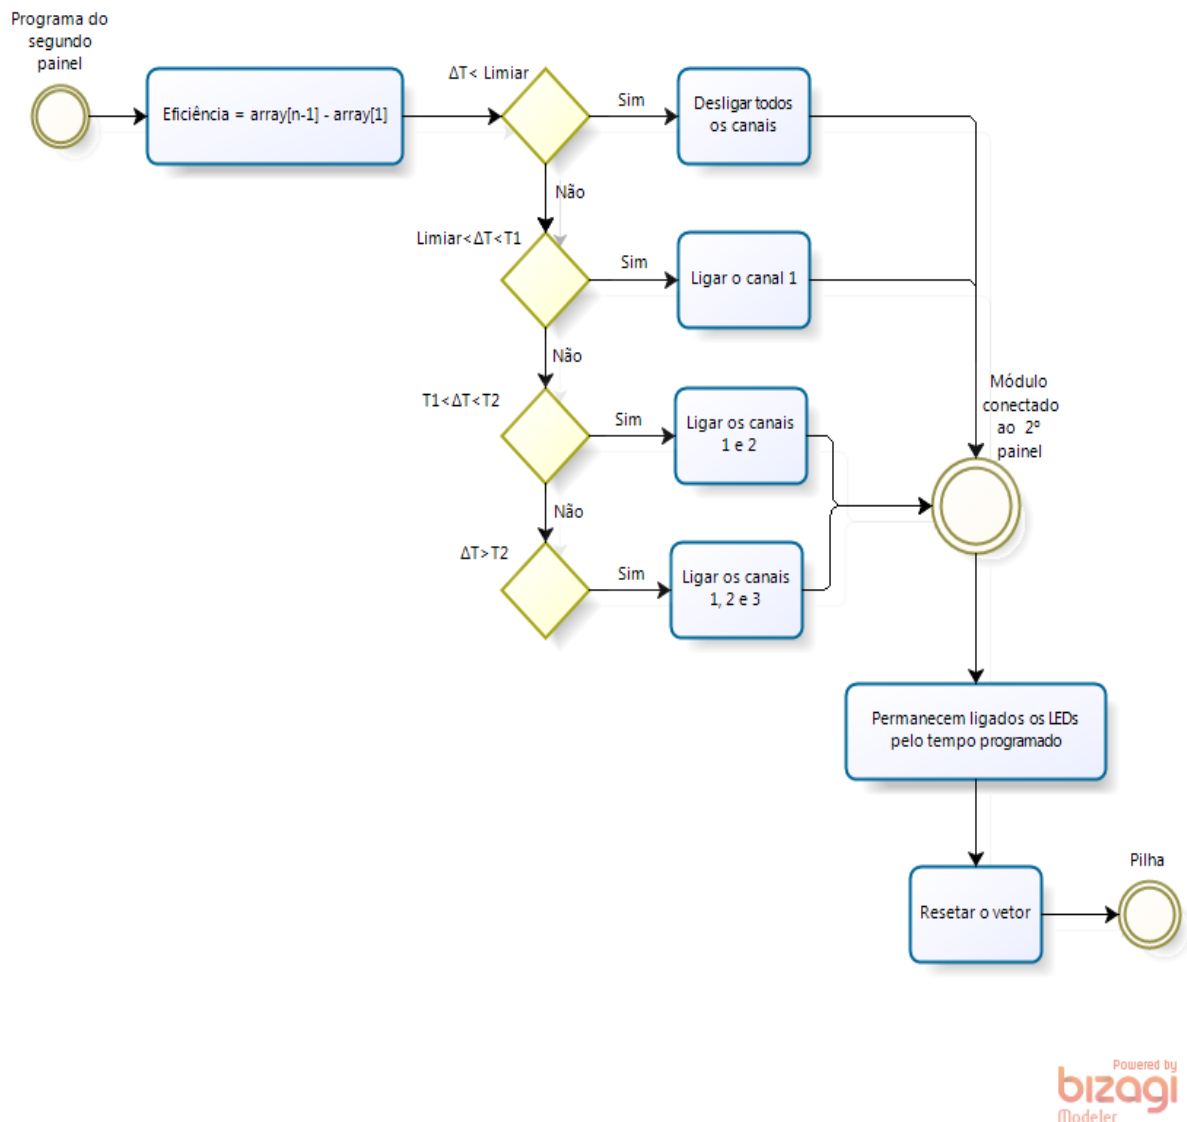 Programa do
segundo
painel
Eficiência = array[n-1] - array[1]
ΔT< Limiar
Sim
Desligar todos
os canais
Não
Limiar<ΔT<T1
Sim
Ligar o canal 1
Não
T1<ΔT<T2
Sim
Ligar os canais
1 e 2
Não
ΔT>T2
Sim
Ligar os canais
1, 2 e 3
Módulo
conectado
ao 2º
painel
Permanecem ligados os LEDs
pelo tempo programado
Resetar o vetor
Pilha
Powered by
bizagi
Modeler